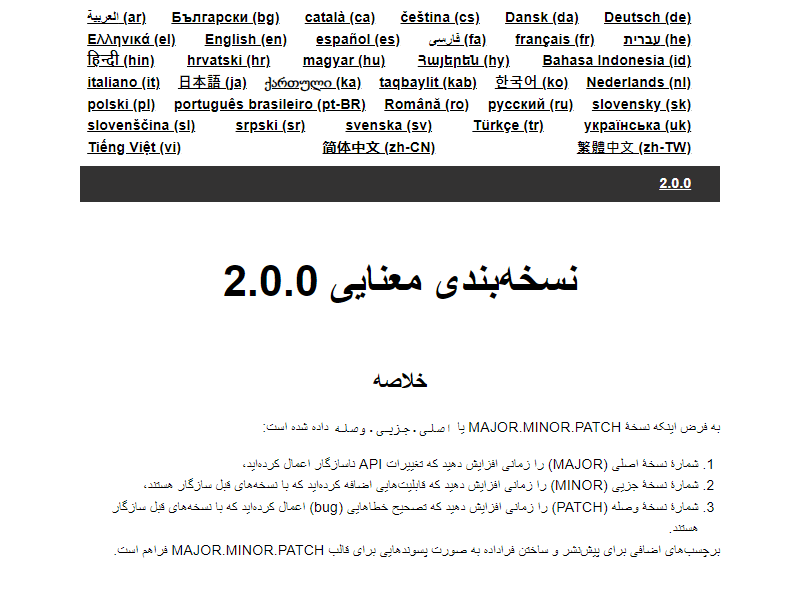 العربية (ar) Български (bg) català (ca) čeština (cs) Dansk (da) Deutsch (de)
Ελληνικά (el) English (en) español (es) فارسی (fa) français (fr) עברית (he)
हिन्दी (hin) hrvatski (hr) magyar (hu) Հայերեն (hy) Bahasa Indonesia (id)
italiano (it) 日本語 (ja) ქართული (ka) taqbaylit (kab) 한국어 (ko) Nederlands (nl)
polski (pl) português brasileiro (pt-BR) Română (ro) русский (ru) slovensky (sk)
slovenščina (sl) srpski (sr) svenska (sv) Türkçe (tr) українська (uk)
Tiếng Việt (vi) 简体中文 (zh-CN) 繁體中文 (zh-TW)
2.0.0
نسخه‌بندی معنایی 2.0.0
خلاصه
به فرض اینکه نسخهٔ MAJOR.MINOR.PATCH یا اصلی.جزیی.وصله داده شده است:
1. شمارهٔ نسخهٔ اصلی (MAJOR) را زمانی افزایش دهید که تغییرات API ناسازگار اعمال کرده‌اید،
2. شمارهٔ نسخهٔ جزیی (MINOR) را زمانی افزایش دهید که قابلیت‌هایی اضافه کرده‌اید که با نسخه‌های قبل سازگار هستند،
3. شمارهٔ نسخهٔ وصله (PATCH) را زمانی افزایش دهید که تصحیح خطاهایی (bug) اعمال کرده‌اید که با نسخه‌های قبل سازگار
هستند.
برچسب‌های اضافی برای پیش‌نشر و ساختن فراداده به صورت پسوندهایی برای قالب MAJOR.MINOR.PATCH فراهم است.